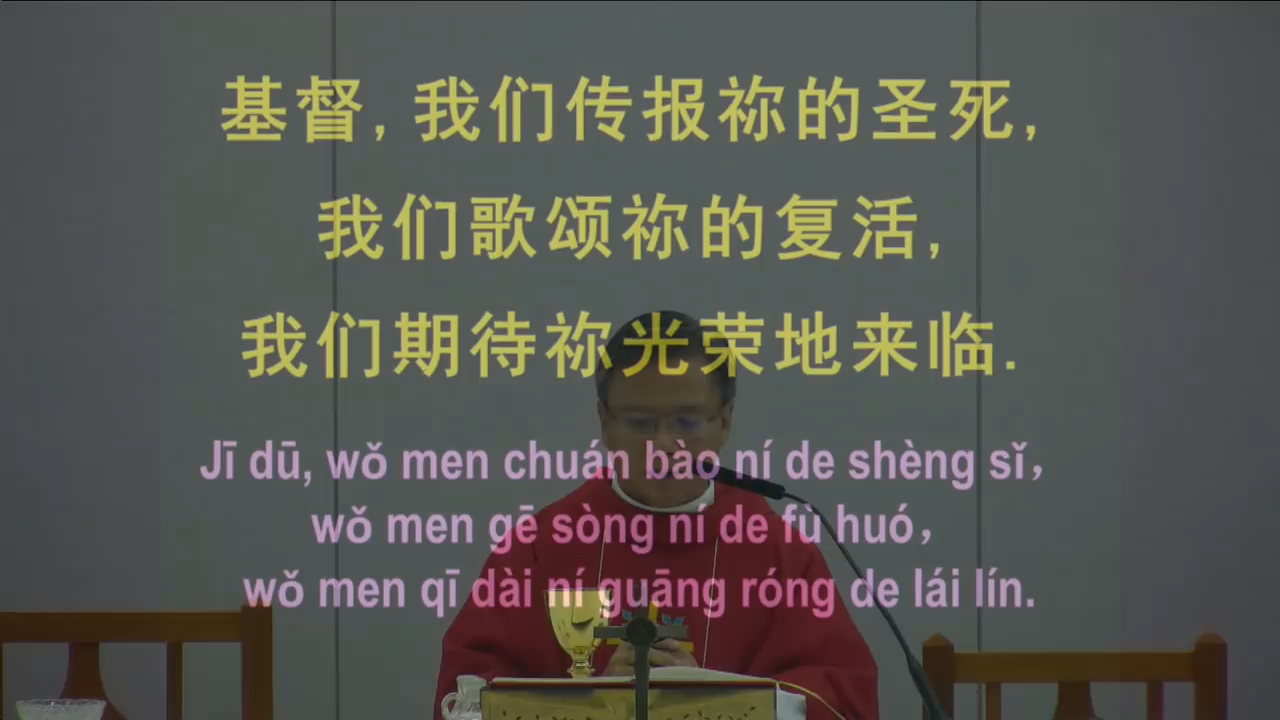 基督,我们传报祢的圣死,
我们歌颂祢的复活,
我们期待祢光荣地来临.
Jī dū, wǒ men chuán bào ní de shèng sǐ，
wǒ men gē sòng ní de fù huó，
wǒ men qī dài ní guāng róng de lái lín.